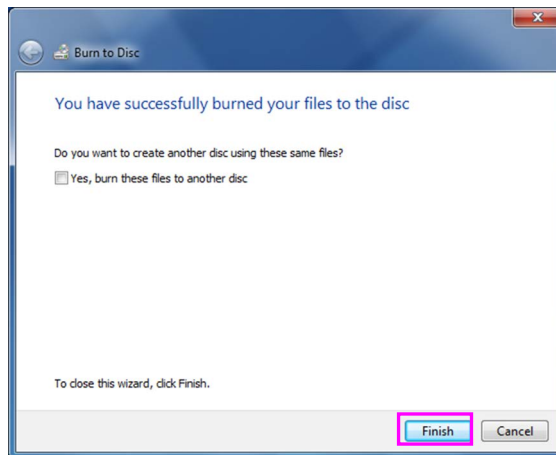 Burn to Disc
You have successfully burned your files to the disc
Do you want to create another disc using these same files?
Yes, burn these files to another disc
To close this wizard, click Finish.
Finish Cancel